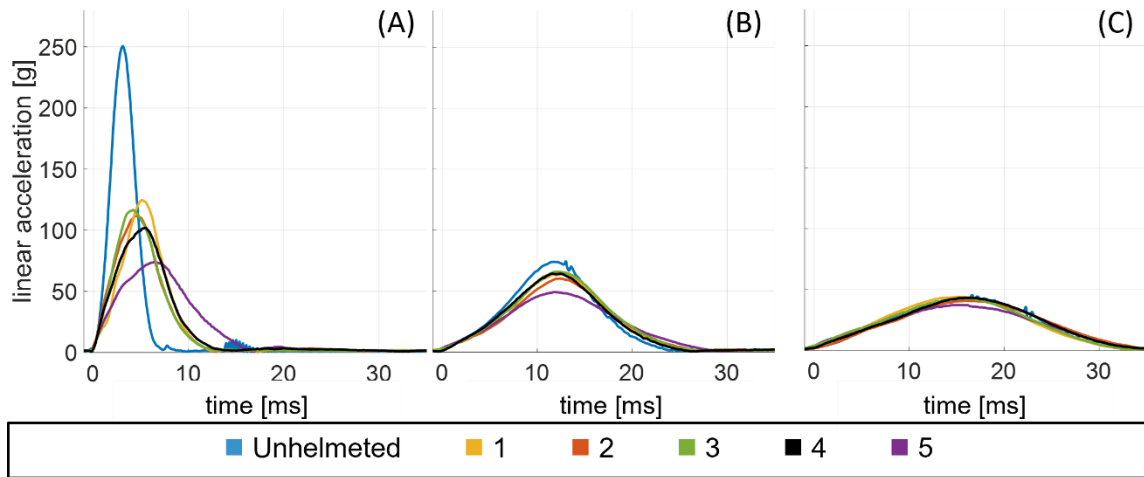 (A) (B) (C)
linear acceleration [g]
250
200
150
100
50
0
0 10 20 30 0 10 20 30 0 10 20 30
time [ms] time [ms] time [ms]
Unhelmeted 1 2 3 4 5